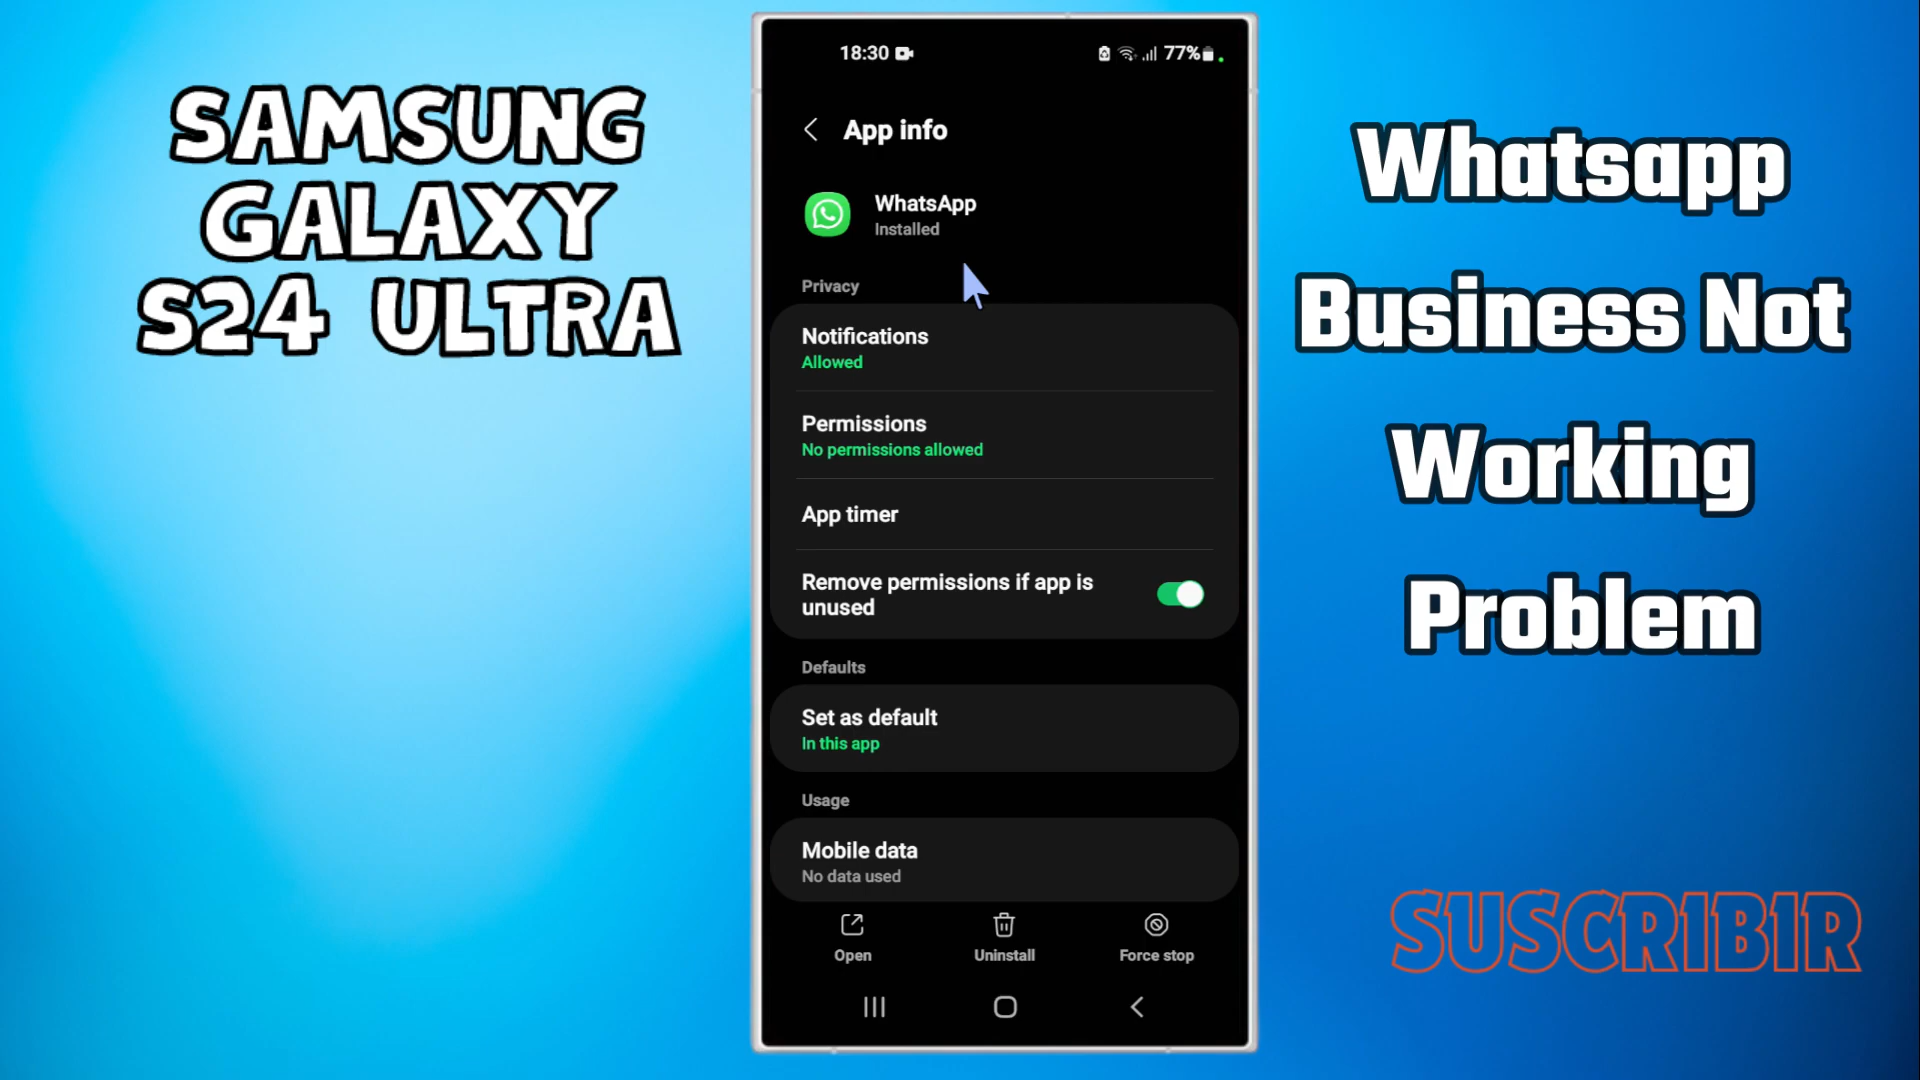 SAMSUNG
GALAXY
S24 ULTRA
18:30
77%
App info
WhatsApp
Installed
Privacy
Notifications
Allowed
Permissions
No permissions allowed
App timer
Remove permissions if app is
unused
Defaults
Set as default
In this app
Usage
Mobile data
No data used
Open
Uninstall
Force stop
Whatsapp
Business Not
Working
Problem
SUSCRIBIR